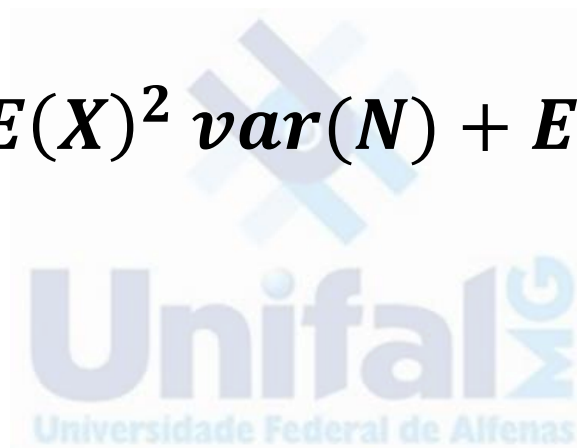 E(X)² var(N) + E
Unifal MG
Universidade Federal de Alfenas